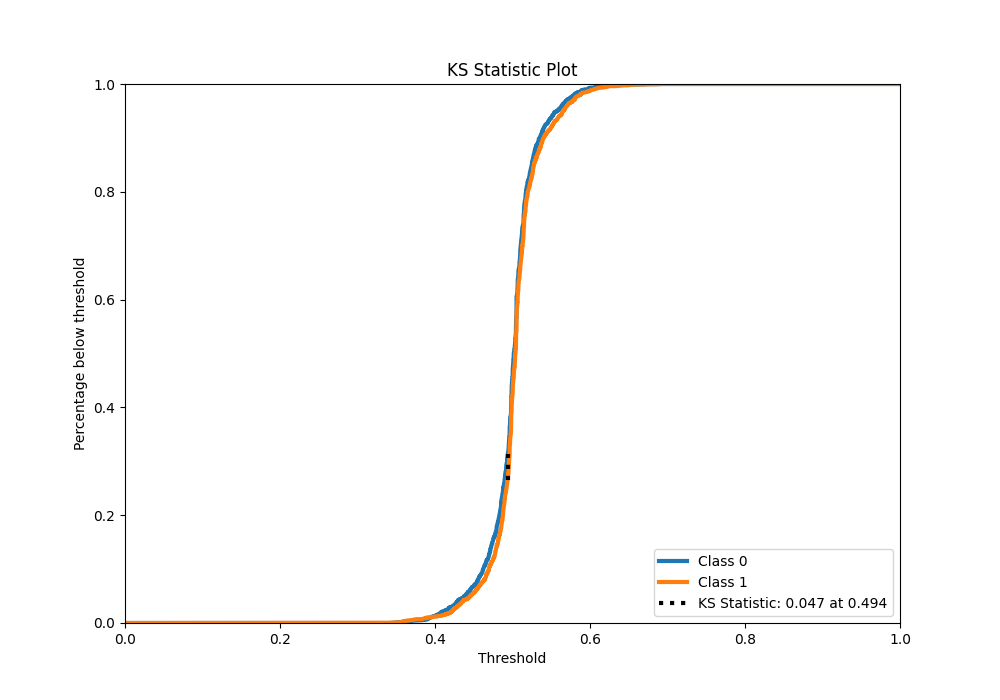 KS Statistic Plot
Percentage below threshold
1.0
0.8
0.6
0.4
0.2
0.0
0.0 0.2 0.4 0.6 0.8 1.0
Threshold
Class 0
Class 1
KS Statistic: 0.047 at 0.494